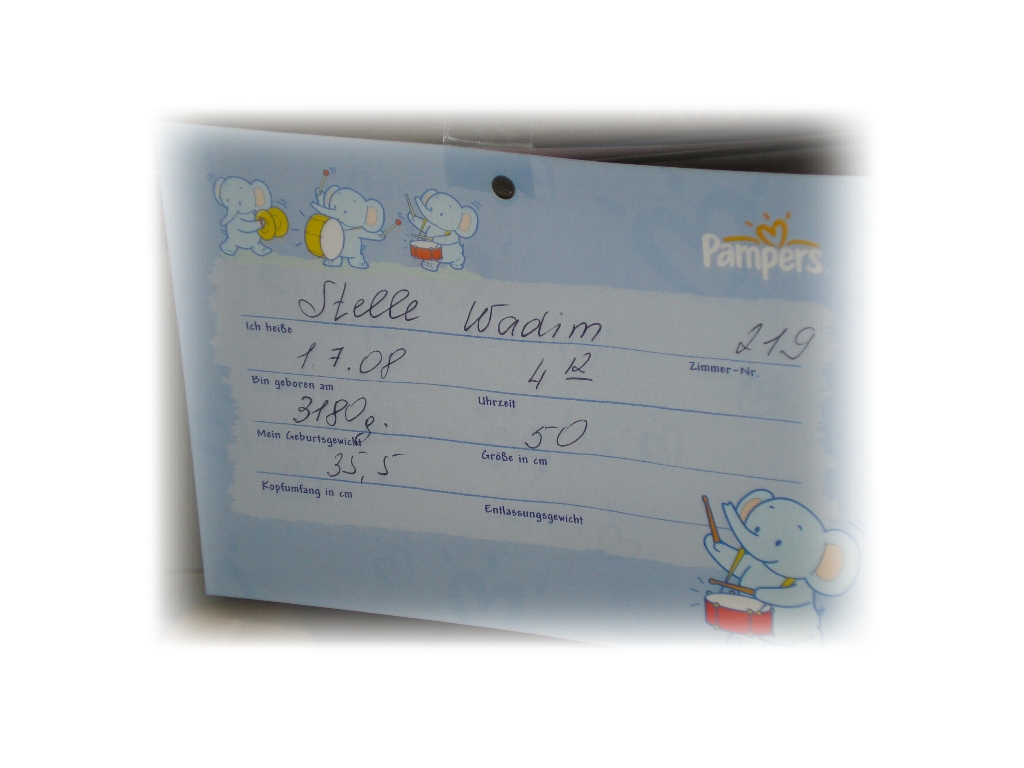 Pampers
Stelle Wadim 219
Ich heiße Zimmer-Nr.
1.7.08 4 12
Bin geboren am Uhrzeit
3180g. 50
Mein Geburtsgewicht Größe in cm
35,5
Kopfumfang in cm Entlassungsgewicht